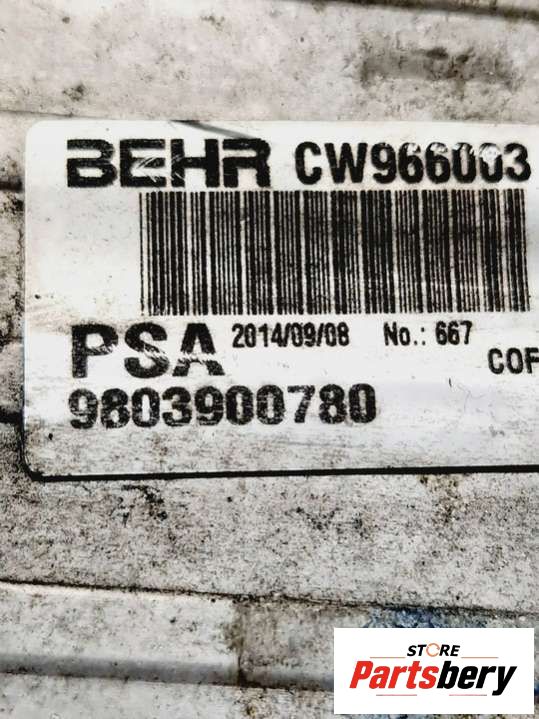 BEHR CW966003
PSA 2014/09/08 No.: 667
COF
9803900780
STORE
Partsbery